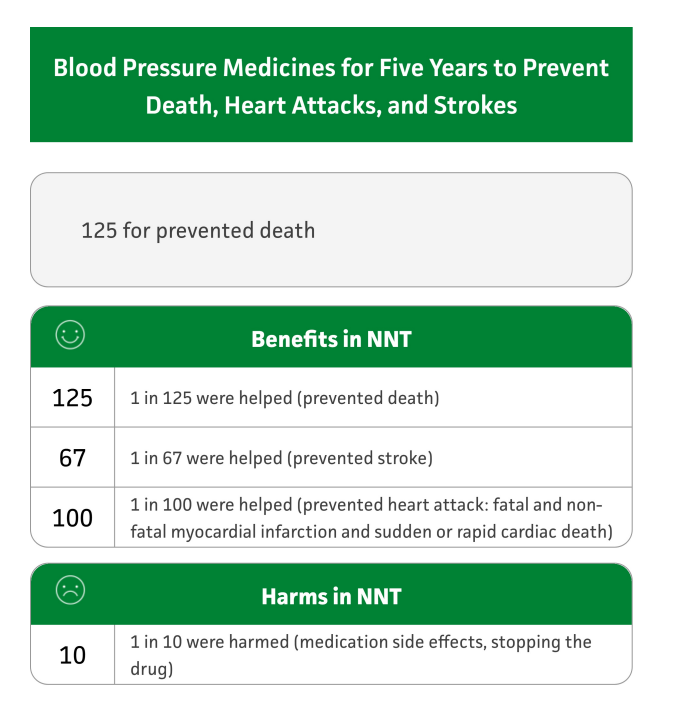 Blood Pressure Medicines for Five Years to Prevent
Death, Heart Attacks, and Strokes
125 for prevented death
Benefits in NNT
125
1 in 125 were helped (prevented death)
67
1 in 67 were helped (prevented stroke)
100
1 in 100 were helped (prevented heart attack: fatal and non-
fatal myocardial infarction and sudden or rapid cardiac death)
Harms in NNT
10
1 in 10 were harmed (medication side effects, stopping the
drug)